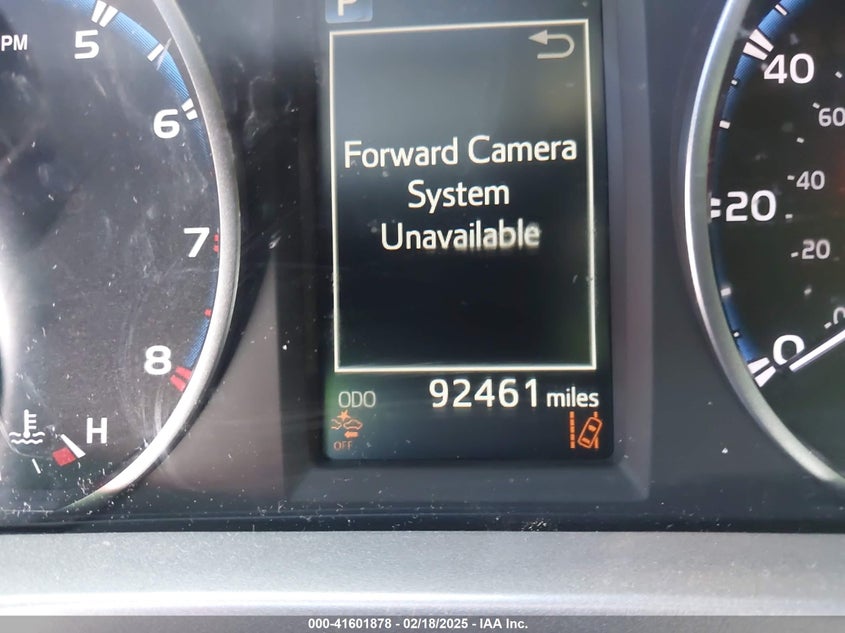 P
PM
5
6
7
8
H
Forward Camera
System
Unavailable
ODO 92461 miles
OFF
40
60
40
20
20
0
0
000-41601878 - 02/18/2025 - IAA Inc.